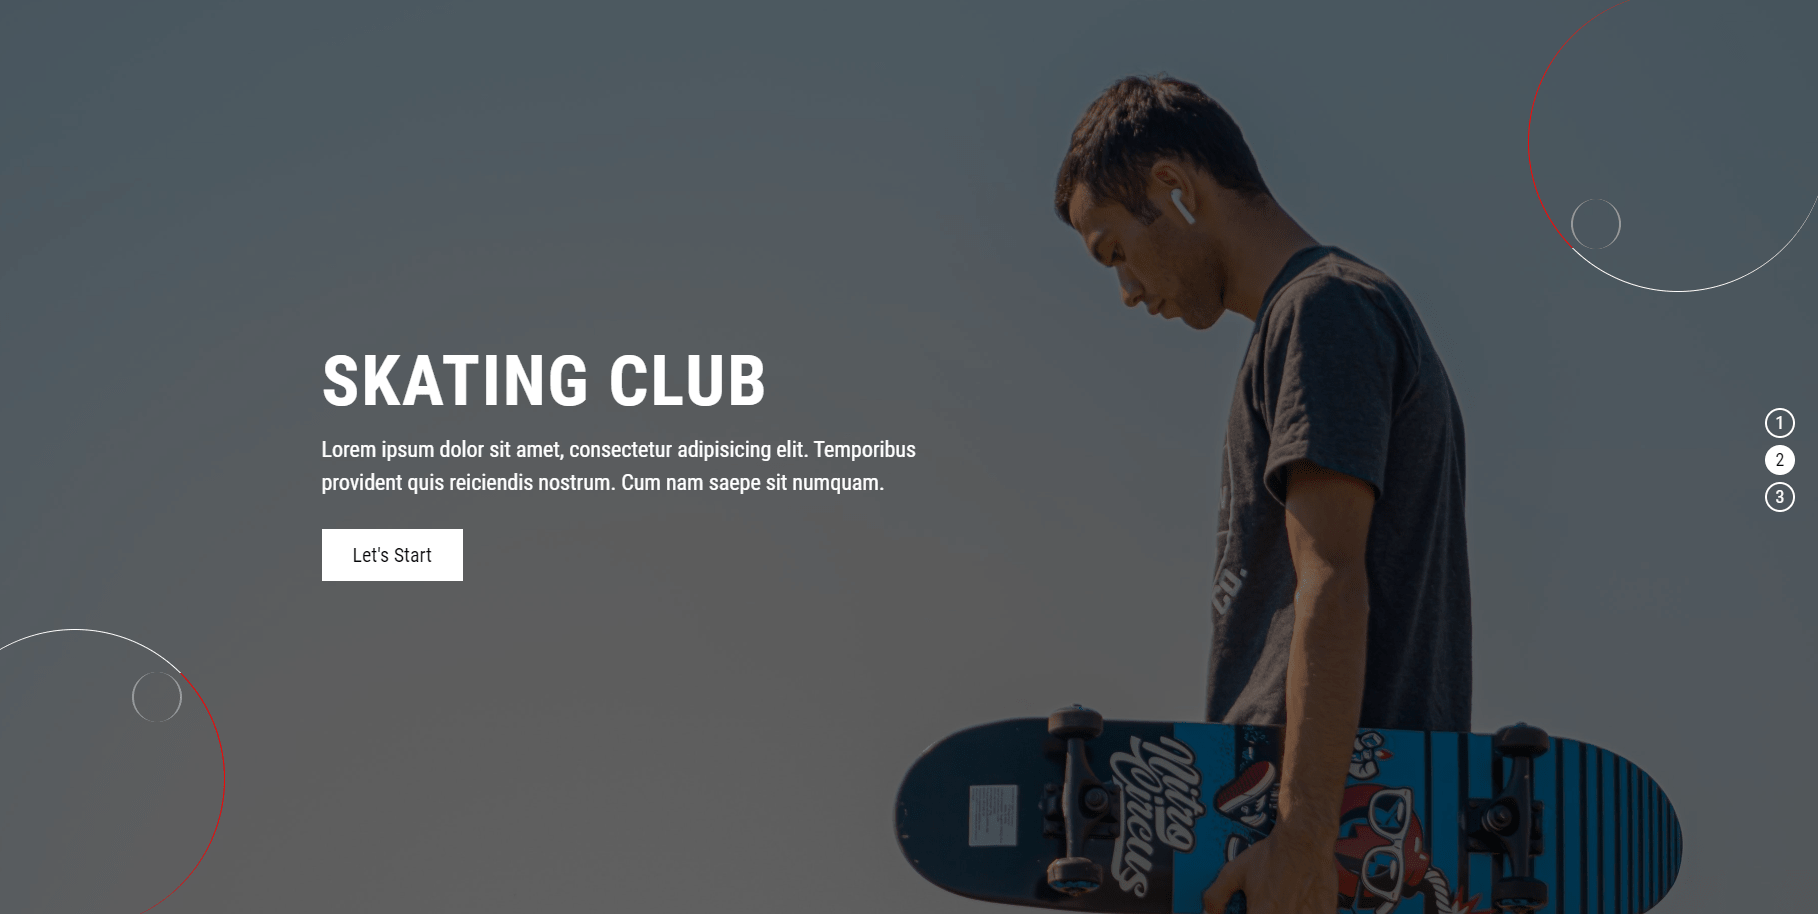 SKATING CLUB
Lorem ipsum dolor sit amet, consectetur adipisicing elit. Temporibus
provident quis reiciendis nostrum. Cum nam saepe sit numquam.
Let's Start
1
2
3
CO.
Nitro
Circus